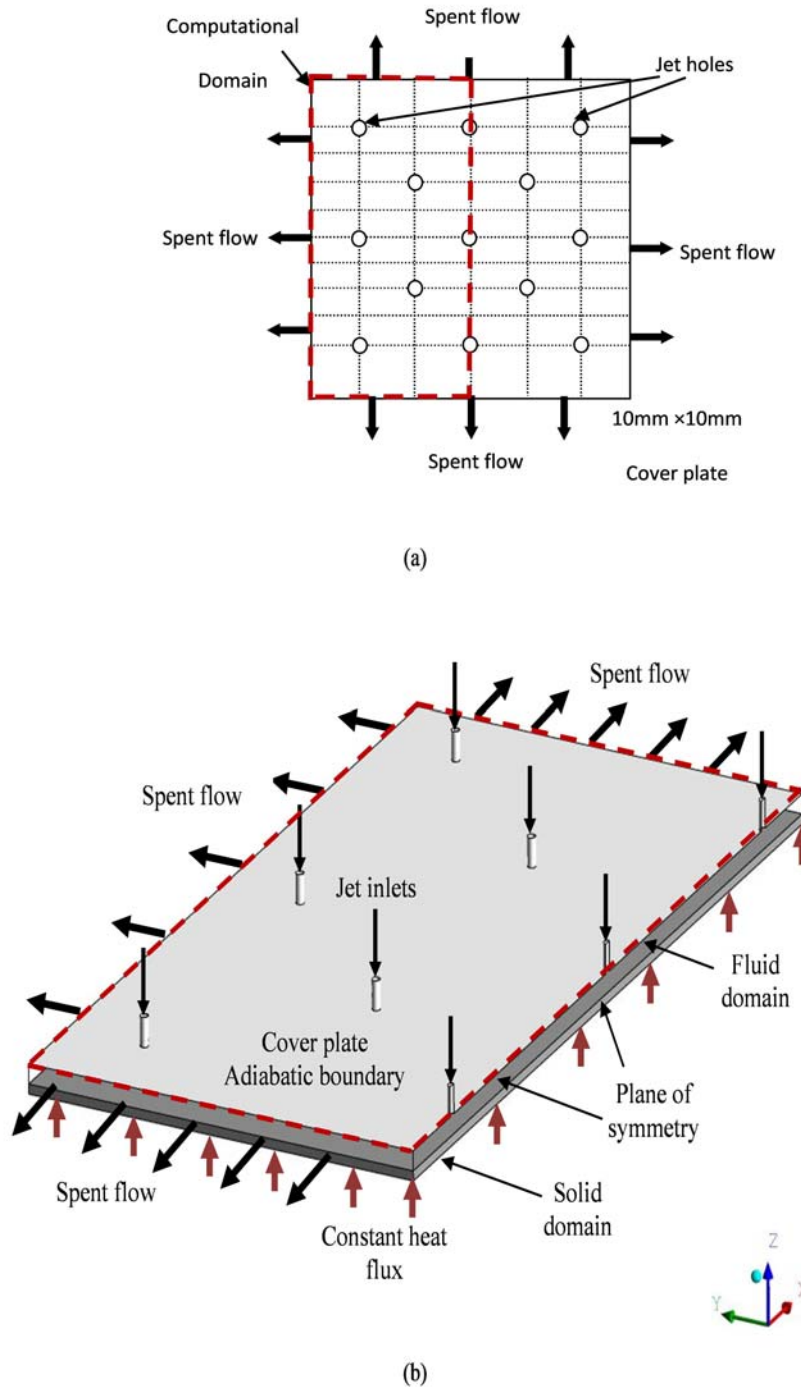 Computational
Domain
Spent flow
Jet holes
Spent flow
Spent flow
10mm ×10mm
Spent flow
Cover plate
(a)
Spent flow
Spent flow
Jet inlets
Fluid
domain
Cover plate
Adiabatic boundary
Plane of
symmetry
Spent flow
Solid
domain
Constant heat
flux
Z
Y
X
(b)